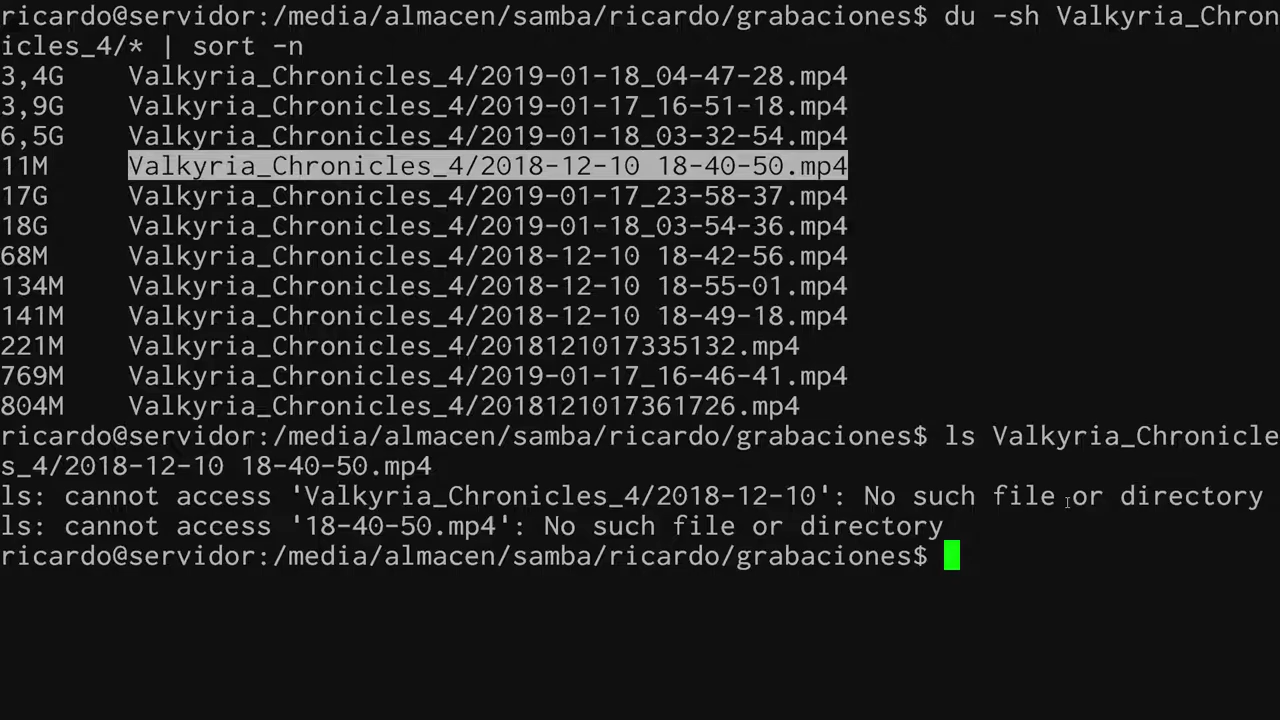 ricardo@servidor:/media/almacen/samba/ricardo/grabaciones$ du -sh Valkyria_Chron
icles_4/* | sort -n
3,4G    Valkyria_Chronicles_4/2019-01-18_04-47-28.mp4
3,9G    Valkyria_Chronicles_4/2019-01-17_16-51-18.mp4
6,5G    Valkyria_Chronicles_4/2019-01-18_03-32-54.mp4
11M     Valkyria_Chronicles_4/2018-12-10 18-40-50.mp4
17G     Valkyria_Chronicles_4/2019-01-17_23-58-37.mp4
18G     Valkyria_Chronicles_4/2019-01-18_03-54-36.mp4
68M     Valkyria_Chronicles_4/2018-12-10 18-42-56.mp4
134M    Valkyria_Chronicles_4/2018-12-10 18-55-01.mp4
141M    Valkyria_Chronicles_4/2018-12-10 18-49-18.mp4
221M    Valkyria_Chronicles_4/2018121017335132.mp4
769M    Valkyria_Chronicles_4/2019-01-17_16-46-41.mp4
804M    Valkyria_Chronicles_4/2018121017361726.mp4
ricardo@servidor:/media/almacen/samba/ricardo/grabaciones$ ls Valkyria_Chronicle
s_4/2018-12-10 18-40-50.mp4
ls: cannot access 'Valkyria_Chronicles_4/2018-12-10': No such file or directory
ls: cannot access '18-40-50.mp4': No such file or directory
ricardo@servidor:/media/almacen/samba/ricardo/grabaciones$